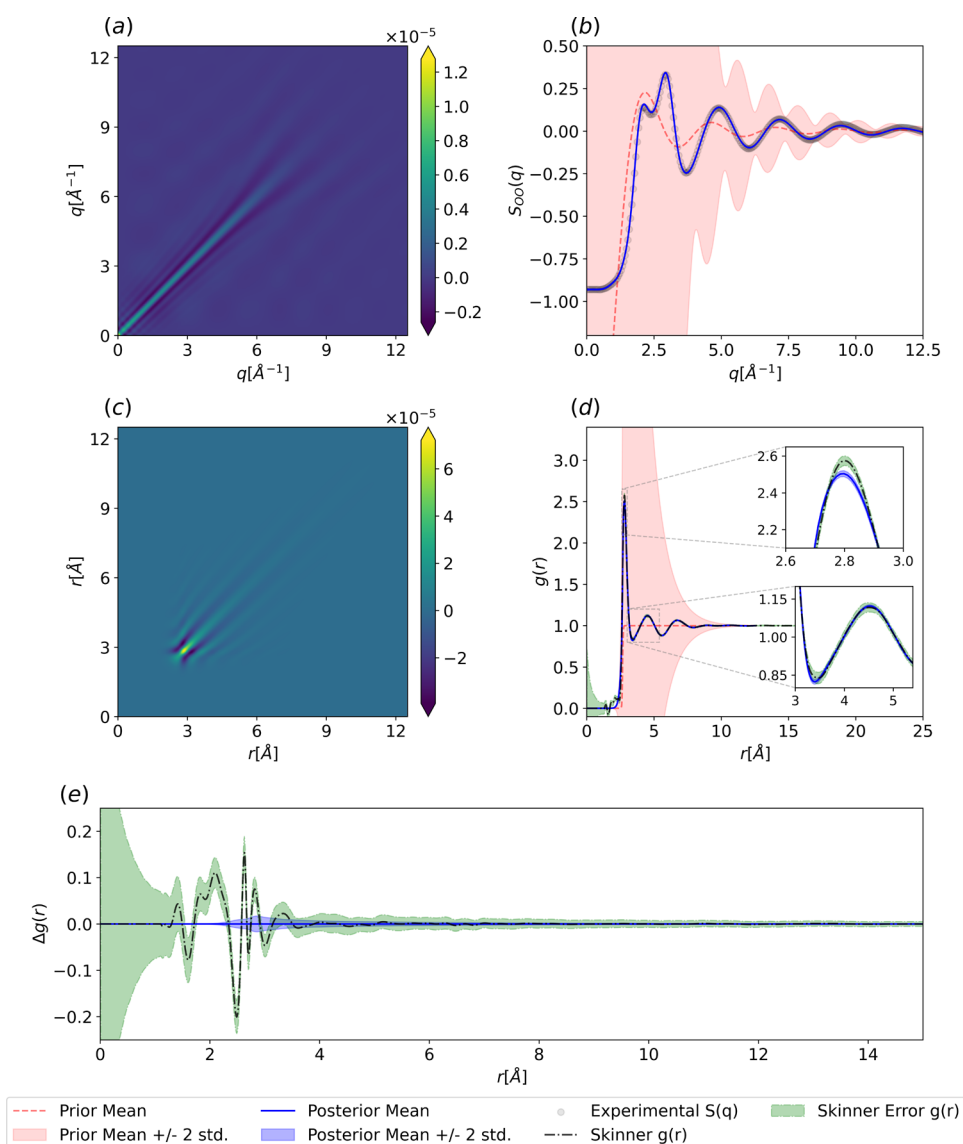 (a)
×10⁻⁵
12
9
6
3
0
0 3 6 9 12
q[Å⁻¹]
q[Å⁻¹]
1.2
1.0
0.8
0.6
0.4
0.2
0.0
−0.2
(b)
0.50
0.25
0.00
−0.25
−0.50
−0.75
−1.00
S_OO(q)
0.0 2.5 5.0 7.5 10.0 12.5
q[Å⁻¹]
(c)
×10⁻⁵
12
9
6
3
0
r[Å]
0 3 6 9 12
r[Å]
6
4
2
0
−2
(d)
3.0
2.5
2.0
1.5
1.0
0.5
0.0
g(r)
0 5 10 15 20 25
r[Å]
2.6
2.4
2.2
2.6 2.8 3.0
1.15
1.00
0.85
3 4 5
(e)
0.2
0.1
0.0
−0.1
−0.2
Δg(r)
0 2 4 6 8 10 12 14
r[Å]
Prior Mean
Prior Mean +/- 2 std.
Posterior Mean
Posterior Mean +/- 2 std.
Experimental S(q)
Skinner g(r)
Skinner Error g(r)